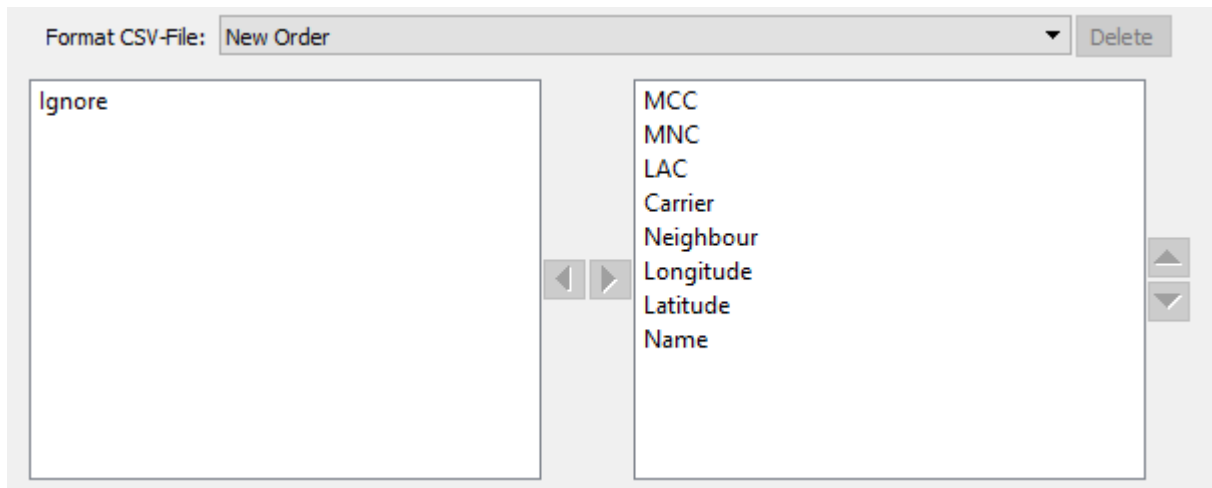 Format CSV-File: New Order Delete
Ignore
MCC
MNC
LAC
Carrier
Neighbour
Longitude
Latitude
Name